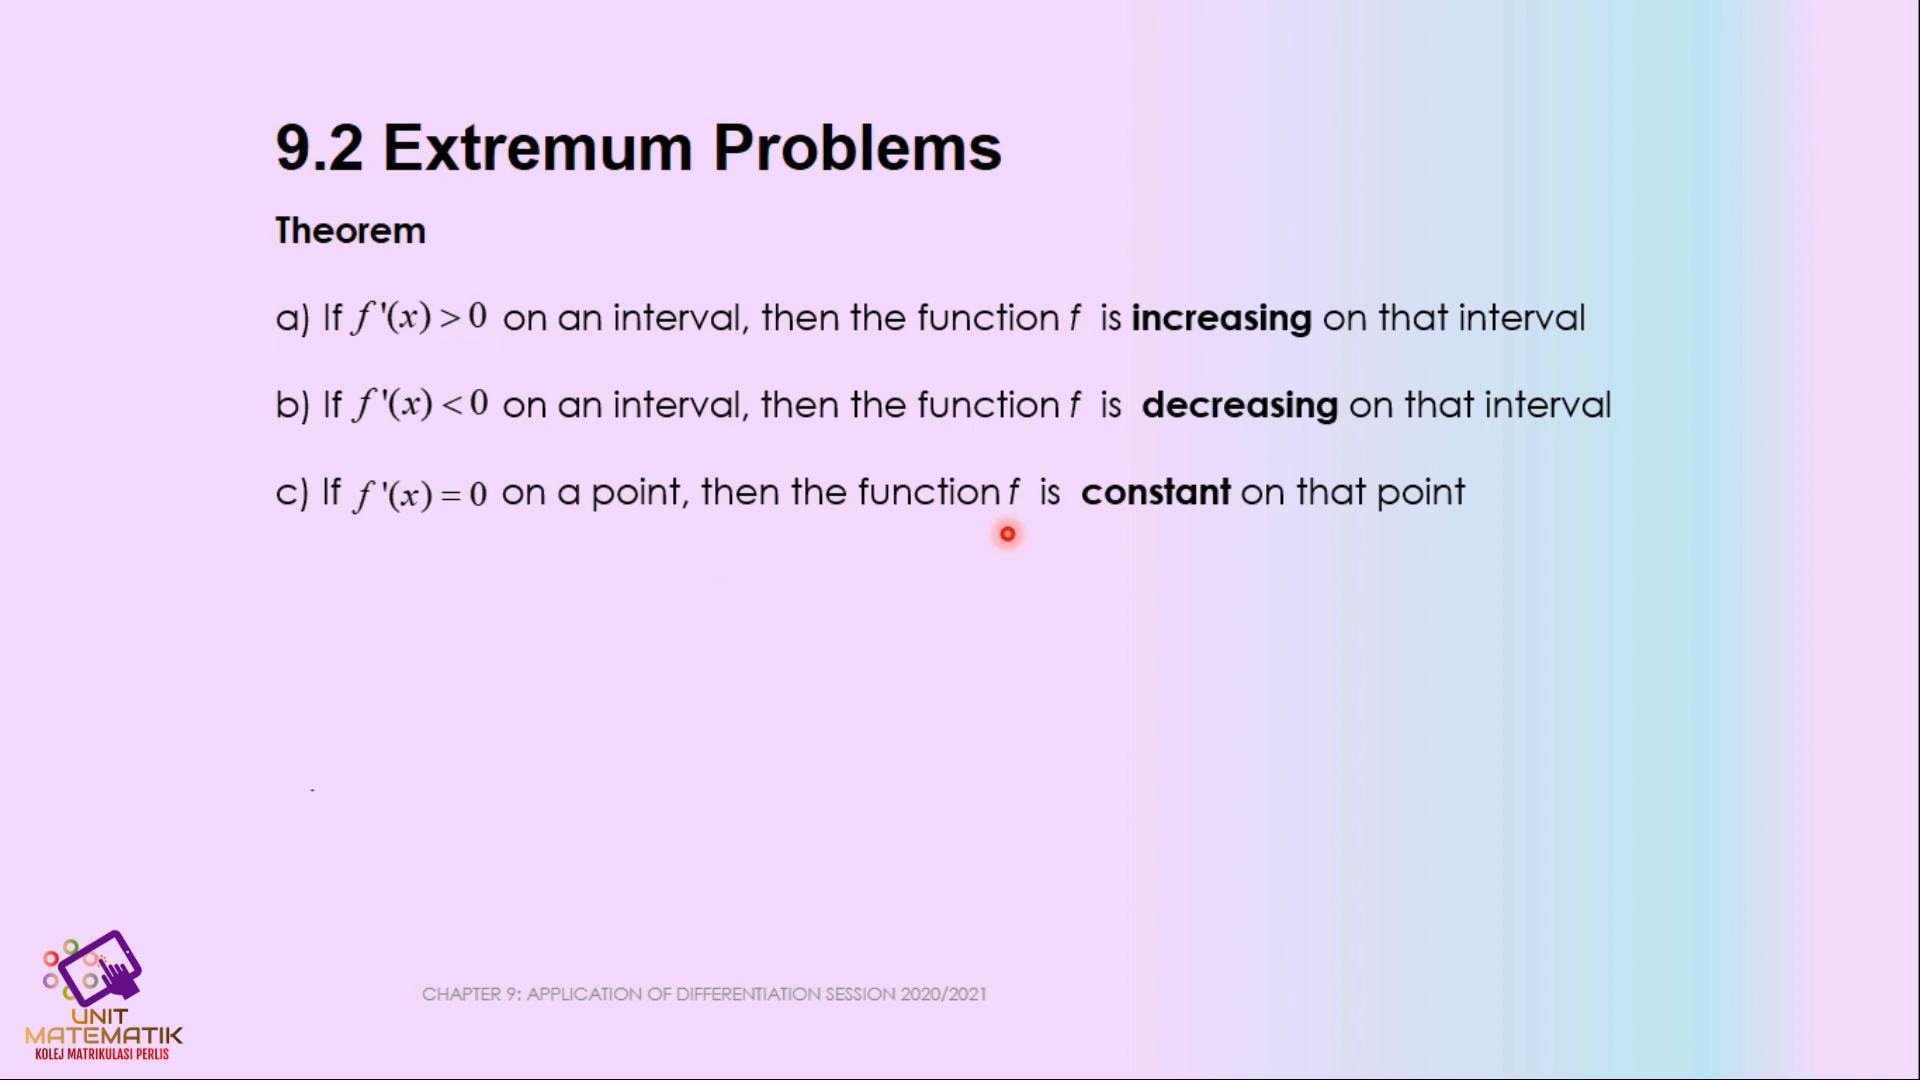 9.2 Extremum Problems
Theorem
a) If f '(x) > 0 on an interval, then the function f is increasing on that interval
b) If f '(x) < 0 on an interval, then the function f is decreasing on that interval
c) If f '(x) = 0 on a point, then the function f is constant on that point
CHAPTER 9: APPLICATION OF DIFFERENTIATION SESSION 2020/2021
UNIT
MATEMATIK
KOLEJ MATRIKULASI PERLIS